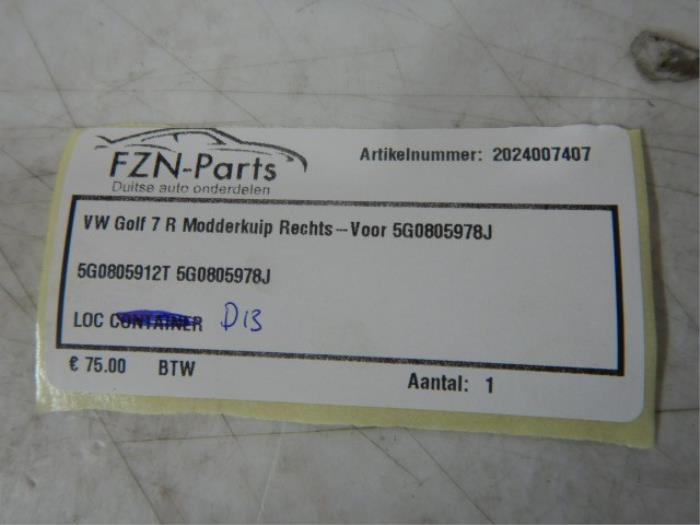 FZN-Parts
Duitse auto onderdelen
Artikelnummer: 2024007407
VW Golf 7 R Modderkuip Rechts-Voor 5G0805978J
5G0805912T 5G0805978J
LOC CONTAINER D13
€ 75.00 BTW
Aantal: 1